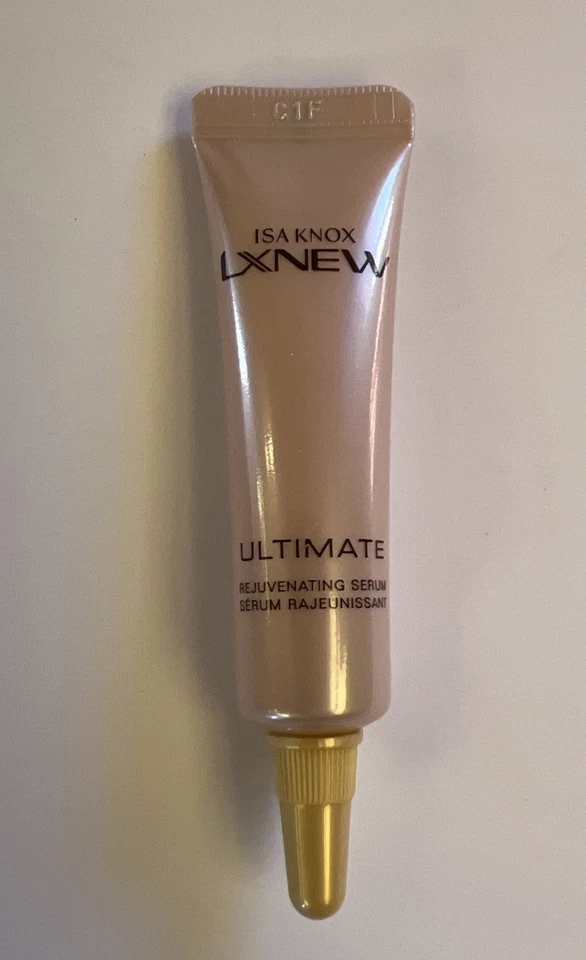 C1F
ISA KNOX
LXNEW
ULTIMATE
REJUVENATING SERUM
SÉRUM RAJEUNISSANT